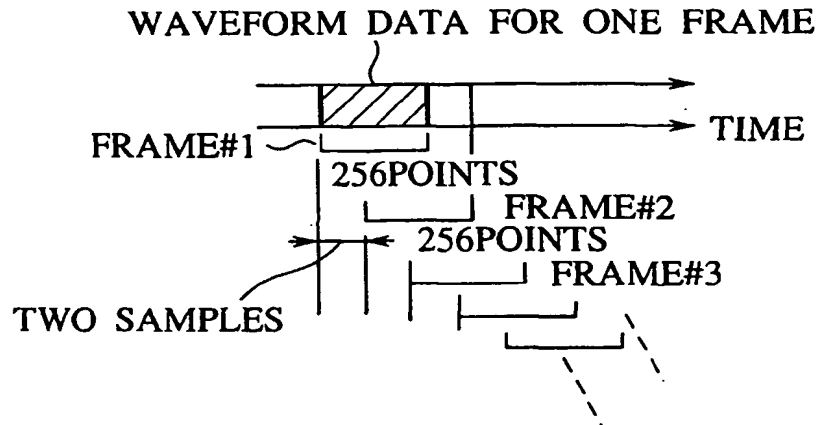 WAVEFORM DATA FOR ONE FRAME
TIME
FRAME#1
256POINTS
FRAME#2
256POINTS
FRAME#3
TWO SAMPLES